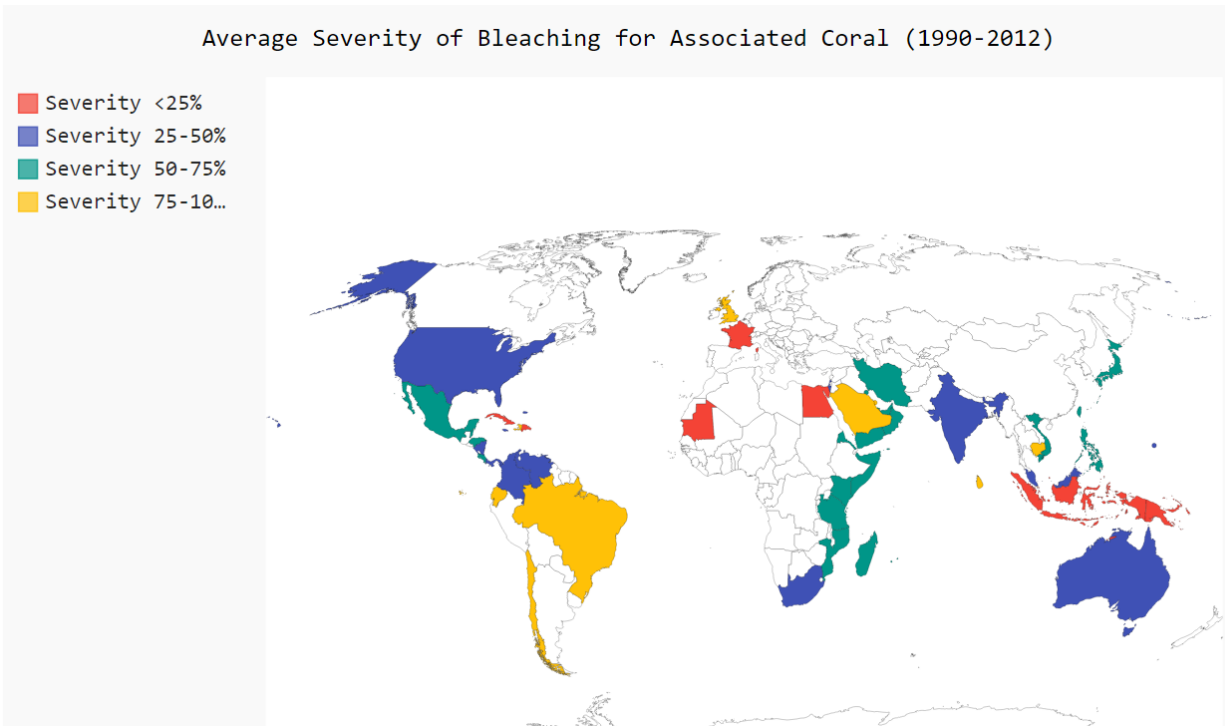 Average Severity of Bleaching for Associated Coral (1990-2012)
Severity <25%
Severity 25-50%
Severity 50-75%
Severity 75-10…